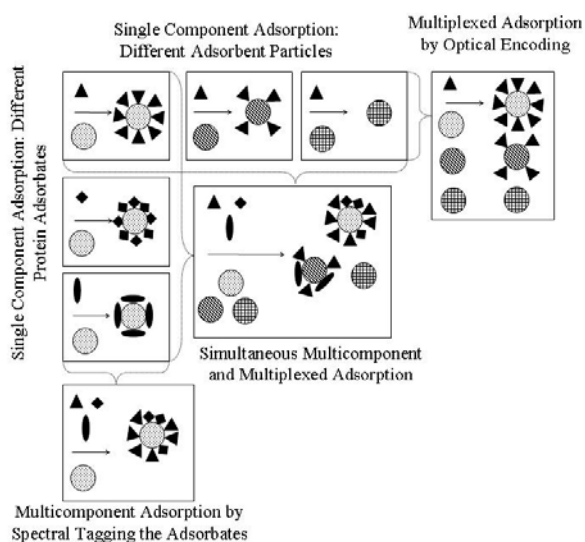 Single Component Adsorption:
Different Adsorbent Particles
Multiplexed Adsorption
by Optical Encoding
Single Component Adsorption: Different
Protein Adsorbates
Simultaneous Multicomponent
and Multiplexed Adsorption
Multicomponent Adsorption by
Spectral Tagging the Adsorbates